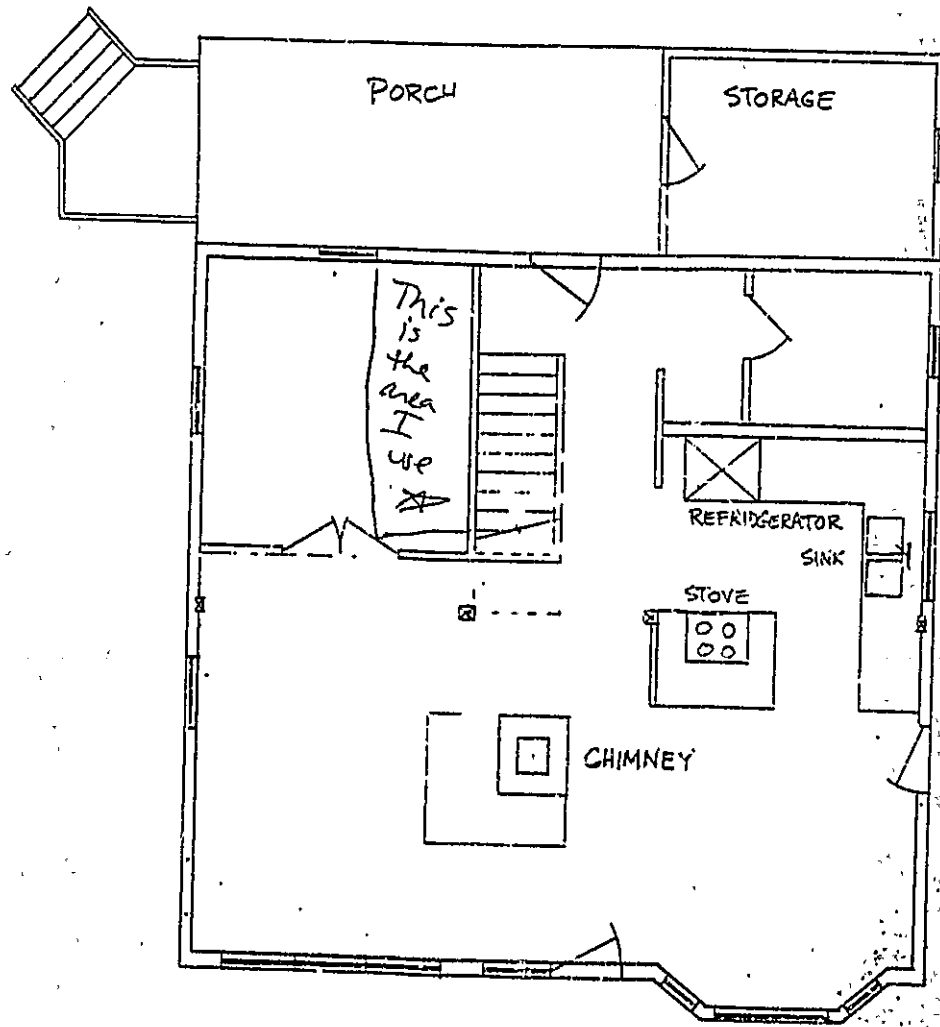 PORCH
STORAGE
This
is
the
area
I
use
REFRIDGERATOR
SINK
STOVE
CHIMNEY